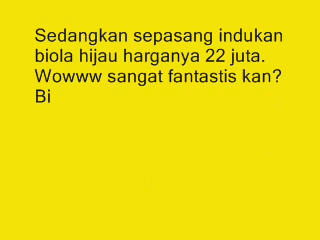 Sedangkan sepasang indukan
biola hijau harganya 22 juta.
Wowww sangat fantastis kan?
Bi